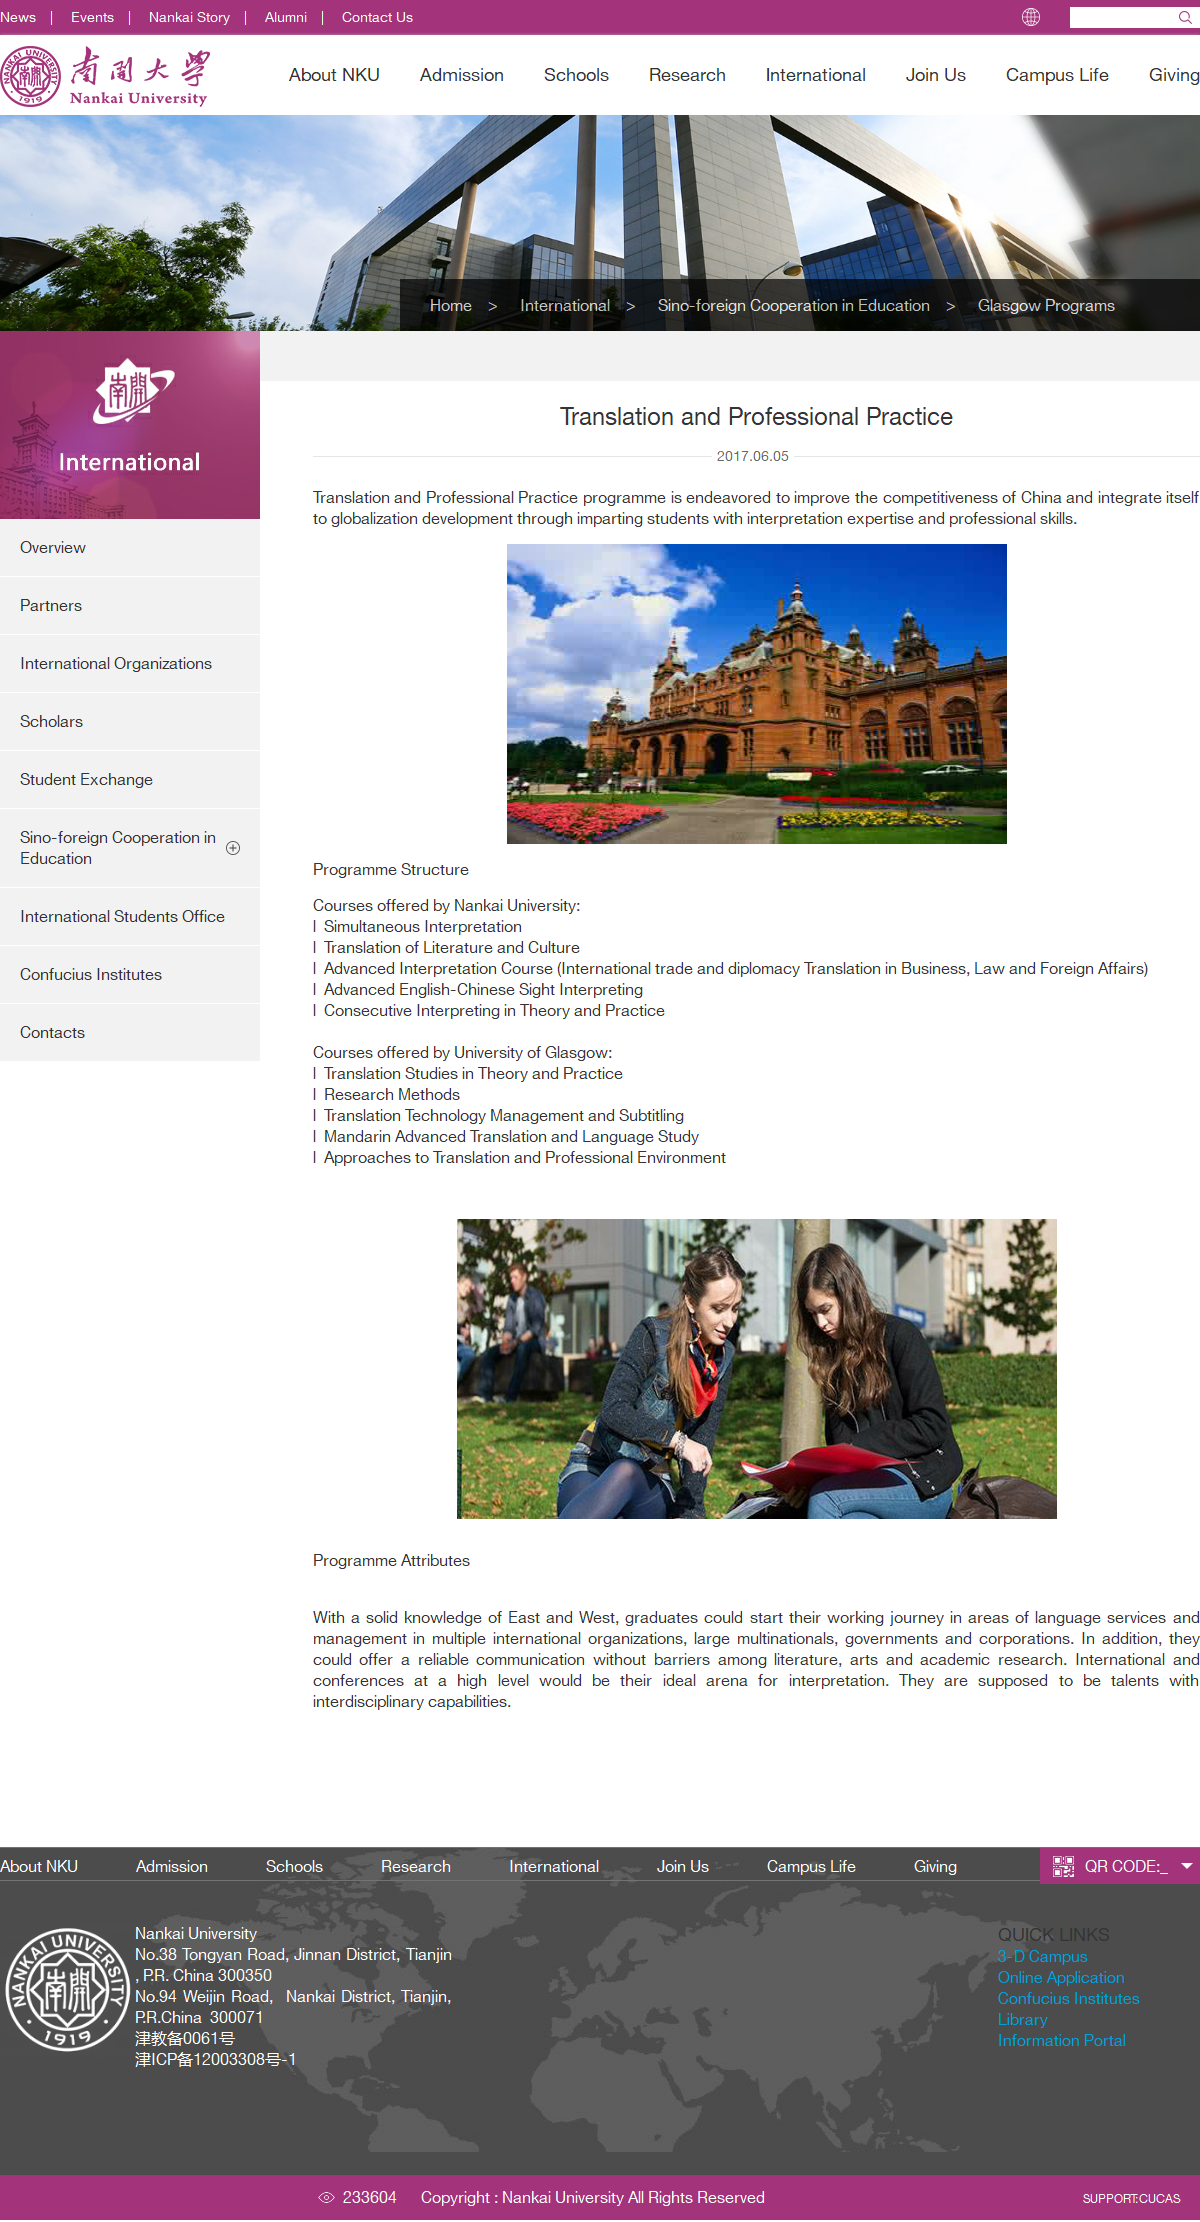 News | Events | Nankai Story | Alumni | Contact Us
NANKAI UNIVERSITY
1919
南開大學
Nankai University
About NKU Admission Schools Research International Join Us Campus Life Giving
Home > International > Sino-foreign Cooperation in Education > Glasgow Programs
南開
International
Overview
Partners
International Organizations
Scholars
Student Exchange
Sino-foreign Cooperation in
Education
International Students Office
Confucius Institutes
Contacts
Translation and Professional Practice
2017.06.05
Translation and Professional Practice programme is endeavored to improve the competitiveness of China and integrate itself
to globalization development through imparting students with interpretation expertise and professional skills.
Programme Structure
Courses offered by Nankai University:
l Simultaneous Interpretation
l Translation of Literature and Culture
l Advanced Interpretation Course (International trade and diplomacy Translation in Business, Law and Foreign Affairs)
l Advanced English-Chinese Sight Interpreting
l Consecutive Interpreting in Theory and Practice
Courses offered by University of Glasgow:
l Translation Studies in Theory and Practice
l Research Methods
l Translation Technology Management and Subtitling
l Mandarin Advanced Translation and Language Study
l Approaches to Translation and Professional Environment
Programme Attributes
With a solid knowledge of East and West, graduates could start their working journey in areas of language services and
management in multiple international organizations, large multinationals, governments and corporations. In addition, they
could offer a reliable communication without barriers among literature, arts and academic research. International and
conferences at a high level would be their ideal arena for interpretation. They are supposed to be talents with
interdisciplinary capabilities.
About NKU Admission Schools Research International Join Us Campus Life Giving QR CODE:_
NANKAI UNIVERSITY
南開
1919
Nankai University
No.38 Tongyan Road, Jinnan District, Tianjin
, P.R. China 300350
No.94 Weijin Road, Nankai District, Tianjin,
P.R.China 300071
津教备0061号
津ICP备12003308号-1
QUICK LINKS
3-D Campus
Online Application
Confucius Institutes
Library
Information Portal
233604 Copyright : Nankai University All Rights Reserved
SUPPORT:CUCAS